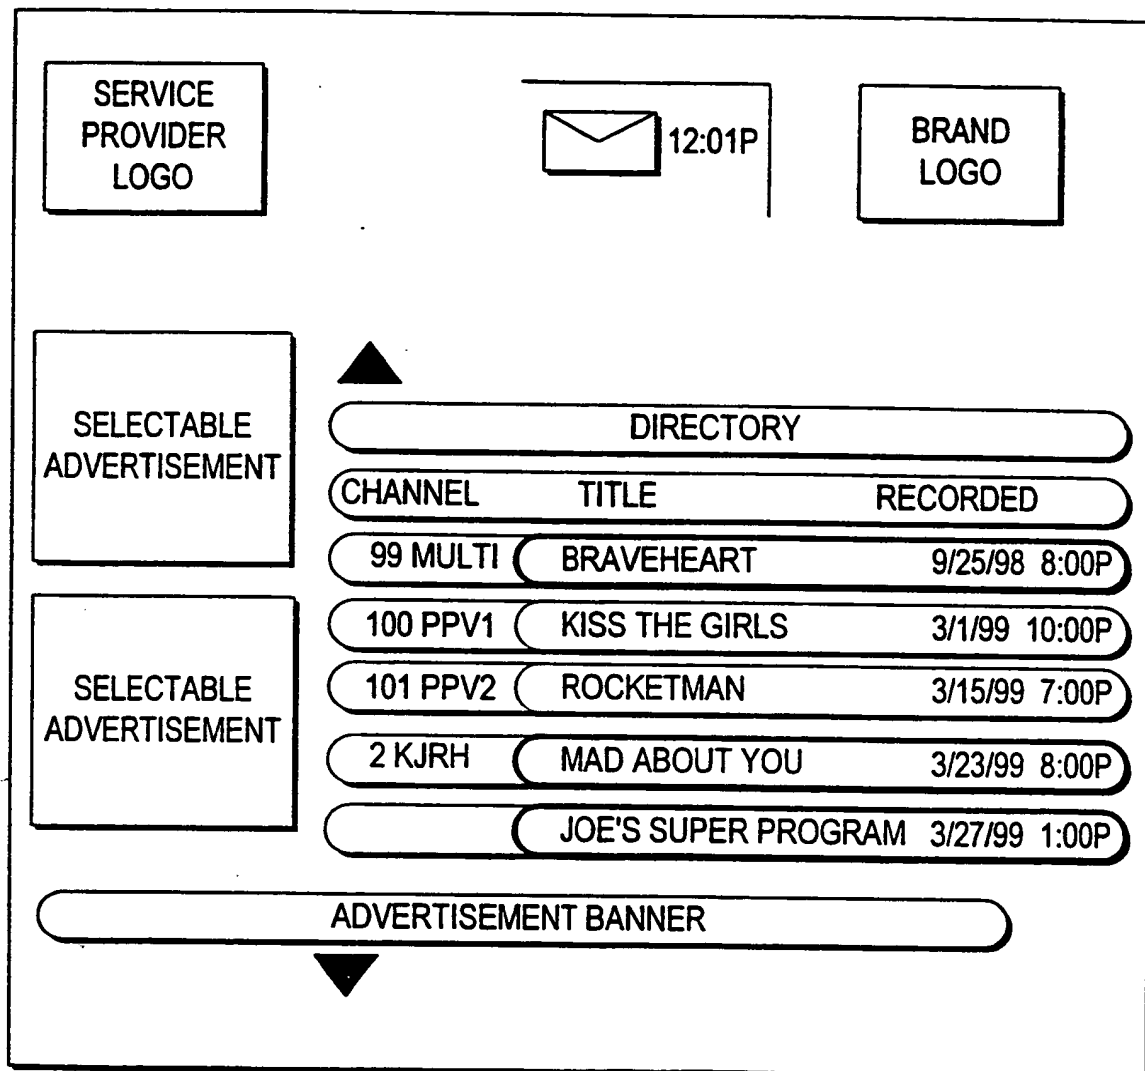 SERVICE
PROVIDER
LOGO
12:01P
BRAND
LOGO
SELECTABLE
ADVERTISEMENT
SELECTABLE
ADVERTISEMENT
DIRECTORY
CHANNEL TITLE RECORDED
99 MULTI BRAVEHEART 9/25/98 8:00P
100 PPV1 KISS THE GIRLS 3/1/99 10:00P
101 PPV2 ROCKETMAN 3/15/99 7:00P
2 KJRH MAD ABOUT YOU 3/23/99 8:00P
JOE'S SUPER PROGRAM 3/27/99 1:00P
ADVERTISEMENT BANNER